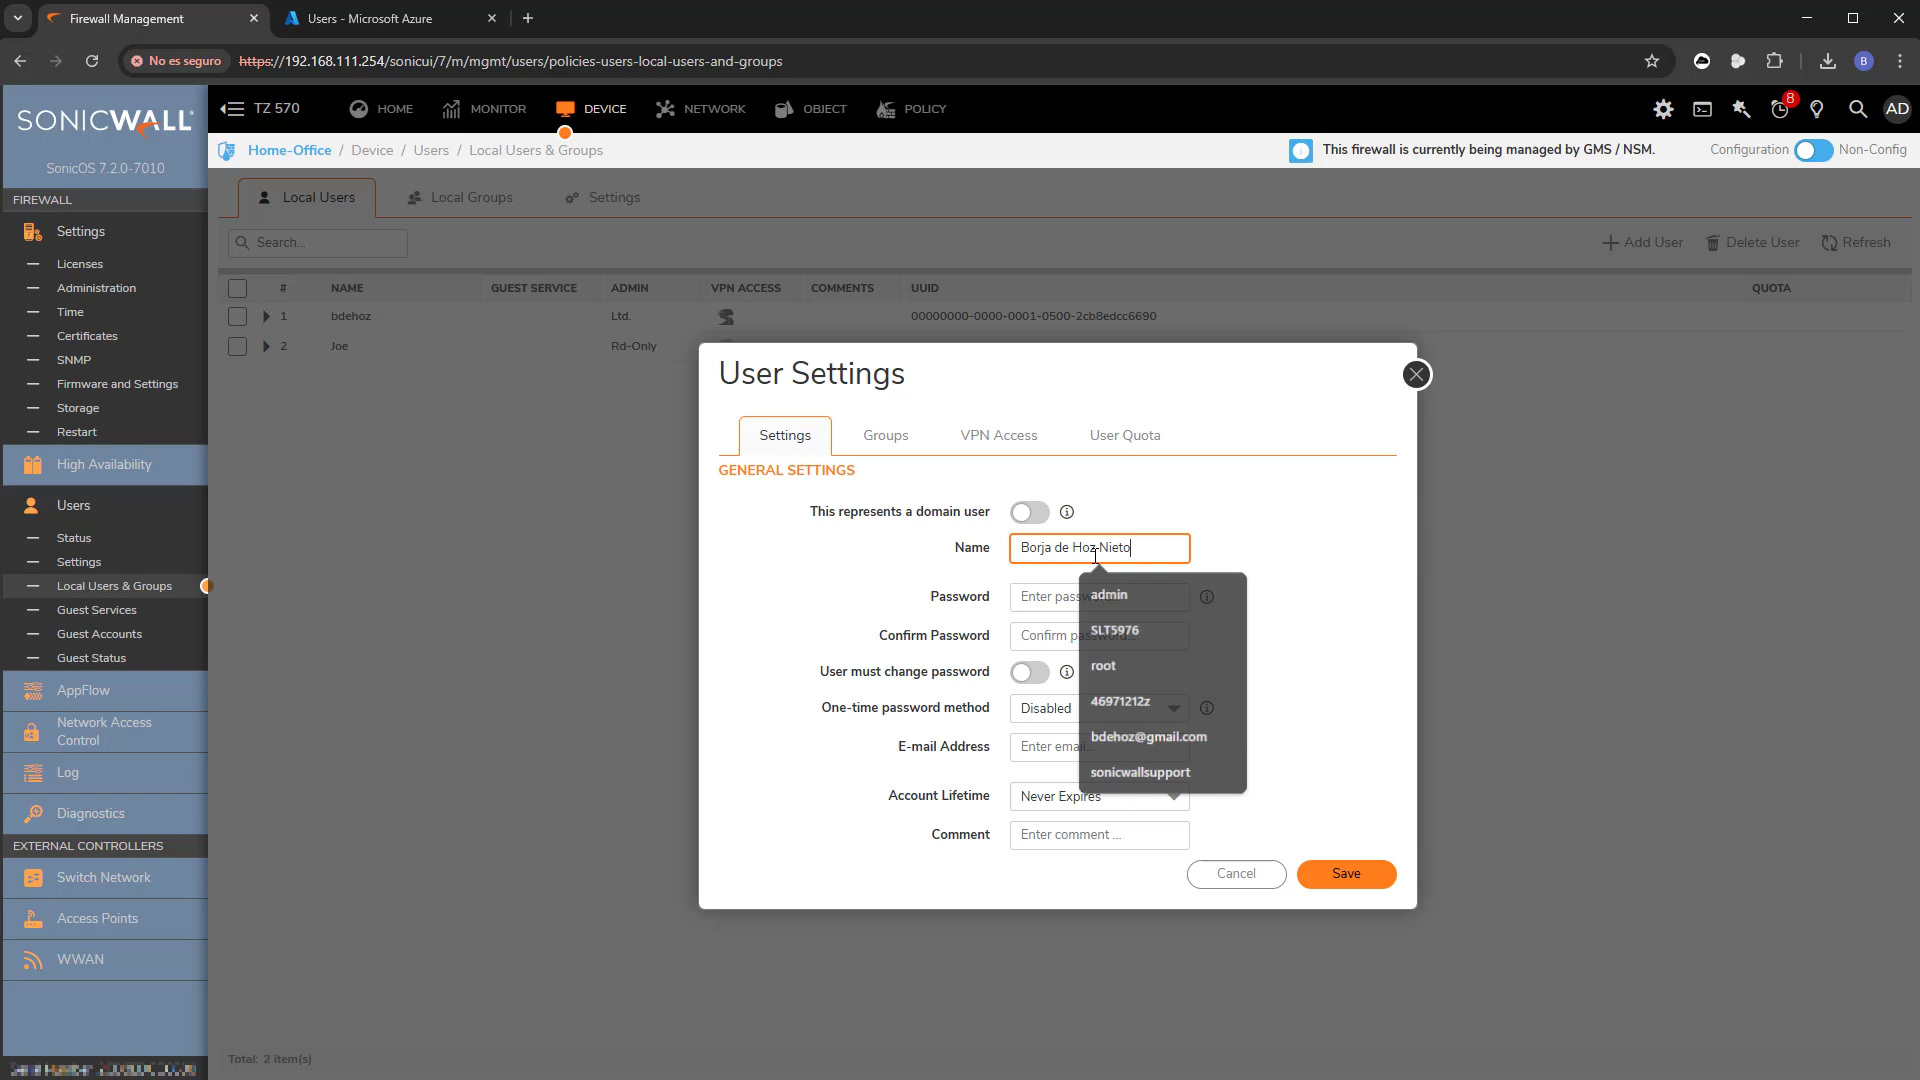 Firewall Management
Users - Microsoft Azure
No es seguro
https://192.168.111.254/sonicui/7/m/mgmt/users/policies-users-local-users-and-groups
B
SONICWALL
SonicOS 7.2.0-7010
TZ 570
HOME
MONITOR
DEVICE
NETWORK
OBJECT
POLICY
8
AD
Home-Office / Device / Users / Local Users & Groups
This firewall is currently being managed by GMS / NSM.
Configuration
Non-Config
FIREWALL
Settings
Licenses
Administration
Time
Certificates
SNMP
Firmware and Settings
Storage
Restart
High Availability
Users
Status
Settings
Local Users & Groups
Guest Services
Guest Accounts
Guest Status
AppFlow
Network Access
Control
Log
Diagnostics
EXTERNAL CONTROLLERS
Switch Network
Access Points
WWAN
Local Users
Local Groups
Settings
Search...
Add User
Delete User
Refresh
# NAME GUEST SERVICE ADMIN VPN ACCESS COMMENTS UUID QUOTA
1 bdehoz Ltd. 00000000-0000-0001-0500-2cb8edcc6690
2 Joe Rd-Only
User Settings
Settings
Groups
VPN Access
User Quota
GENERAL SETTINGS
This represents a domain user
Name Borja de Hoz Nieto
Password Enter passw
Confirm Password Confirm password...
User must change password
One-time password method Disabled
E-mail Address Enter email...
Account Lifetime Never Expires
Comment Enter comment ...
admin
SLT5976
root
46971212z
bdehoz@gmail.com
sonicwallsupport
Cancel
Save
Total: 2 item(s)